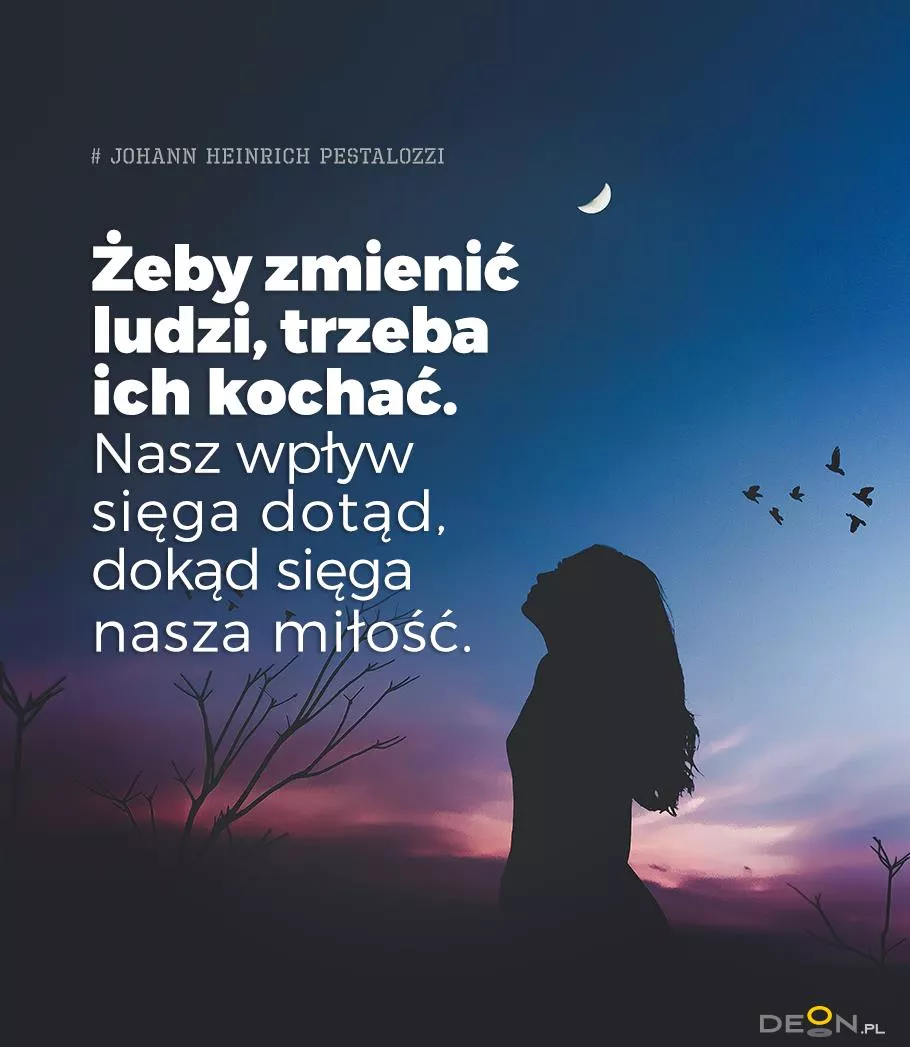 # JOHANN HEINRICH PESTALOZZI
Żeby zmienić
ludzi, trzeba
ich kochać.
Nasz wpływ
sięga dotąd,
dokąd sięga
nasza miłość.
DEON.PL